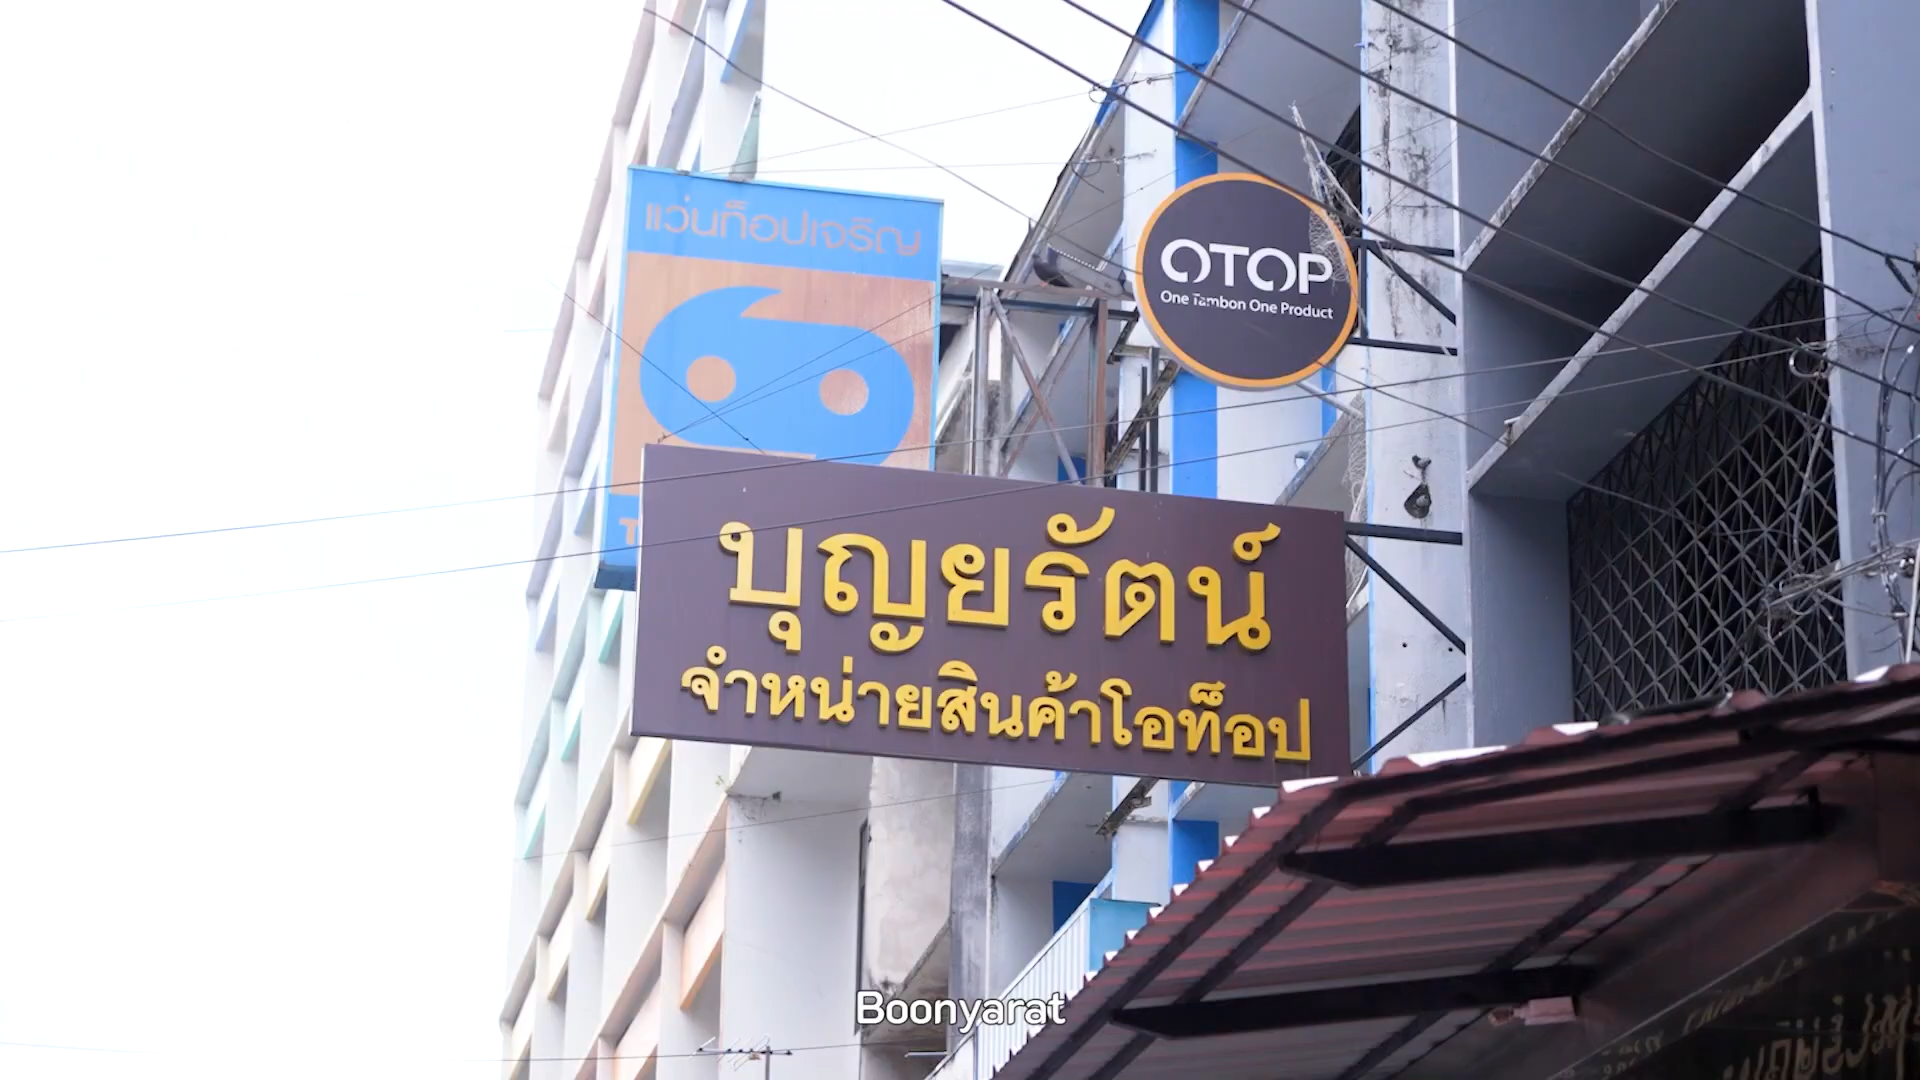 แว่นท็อปเจริญ
OTOP
One Tambon One Product
บุญยรัตน์
จำหน่ายสินค้าโอท็อป
Boonyarat